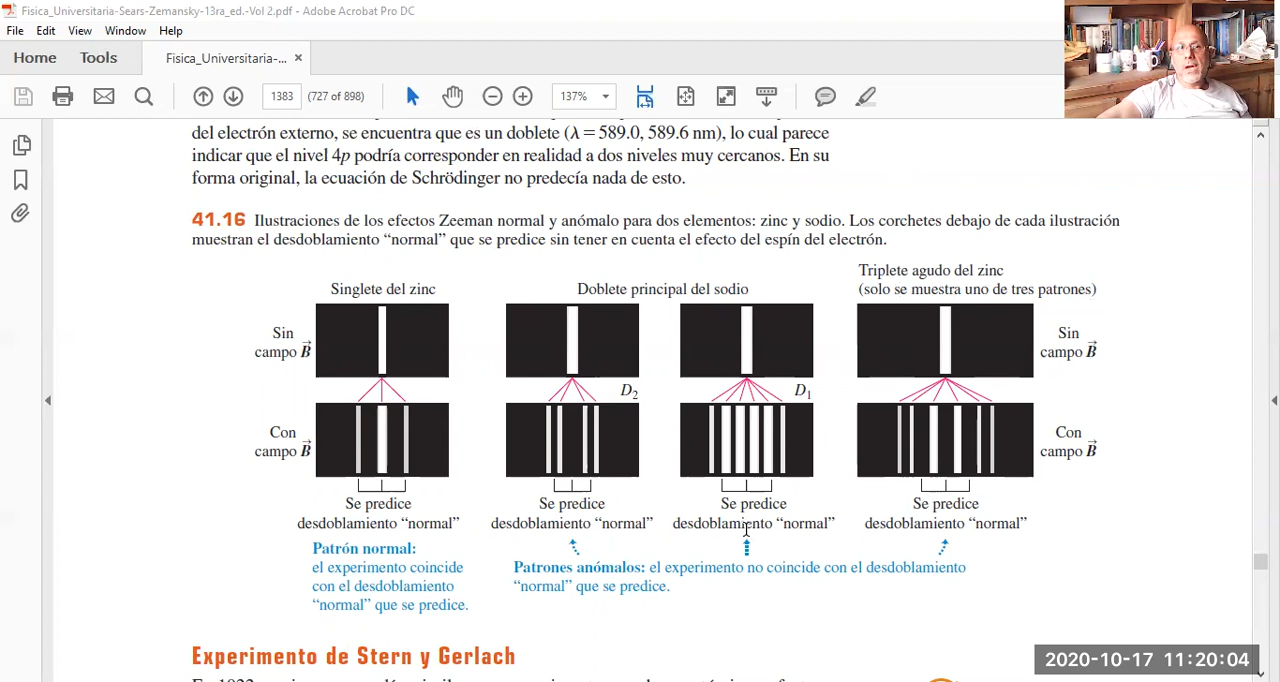 Fisica_Universitaria-Sears-Zemansky-13ra_ed.-Vol 2.pdf - Adobe Acrobat Pro DC
File Edit View Window Help
Home Tools Fisica_Universitaria-... ×
1383 (727 of 898) 137%
del electrón externo, se encuentra que es un doblete (λ = 589.0, 589.6 nm), lo cual parece
indicar que el nivel 4p podría corresponder en realidad a dos niveles muy cercanos. En su
forma original, la ecuación de Schrödinger no predecía nada de esto.
41.16 Ilustraciones de los efectos Zeeman normal y anómalo para dos elementos: zinc y sodio. Los corchetes debajo de cada ilustración
muestran el desdoblamiento “normal” que se predice sin tener en cuenta el efecto del espín del electrón.
Singlete del zinc
Doblete principal del sodio
Triplete agudo del zinc
(solo se muestra uno de tres patrones)
Sin
campo B⃗
Sin
campo B⃗
D₂
D₁
Con
campo B⃗
Con
campo B⃗
Se predice
desdoblamiento “normal”
Se predice
desdoblamiento “normal”
Se predice
desdoblamiento “normal”
Se predice
desdoblamiento “normal”
Patrón normal:
el experimento coincide
con el desdoblamiento
“normal” que se predice.
Patrones anómalos: el experimento no coincide con el desdoblamiento
“normal” que se predice.
Experimento de Stern y Gerlach
2020-10-17 11:20:04